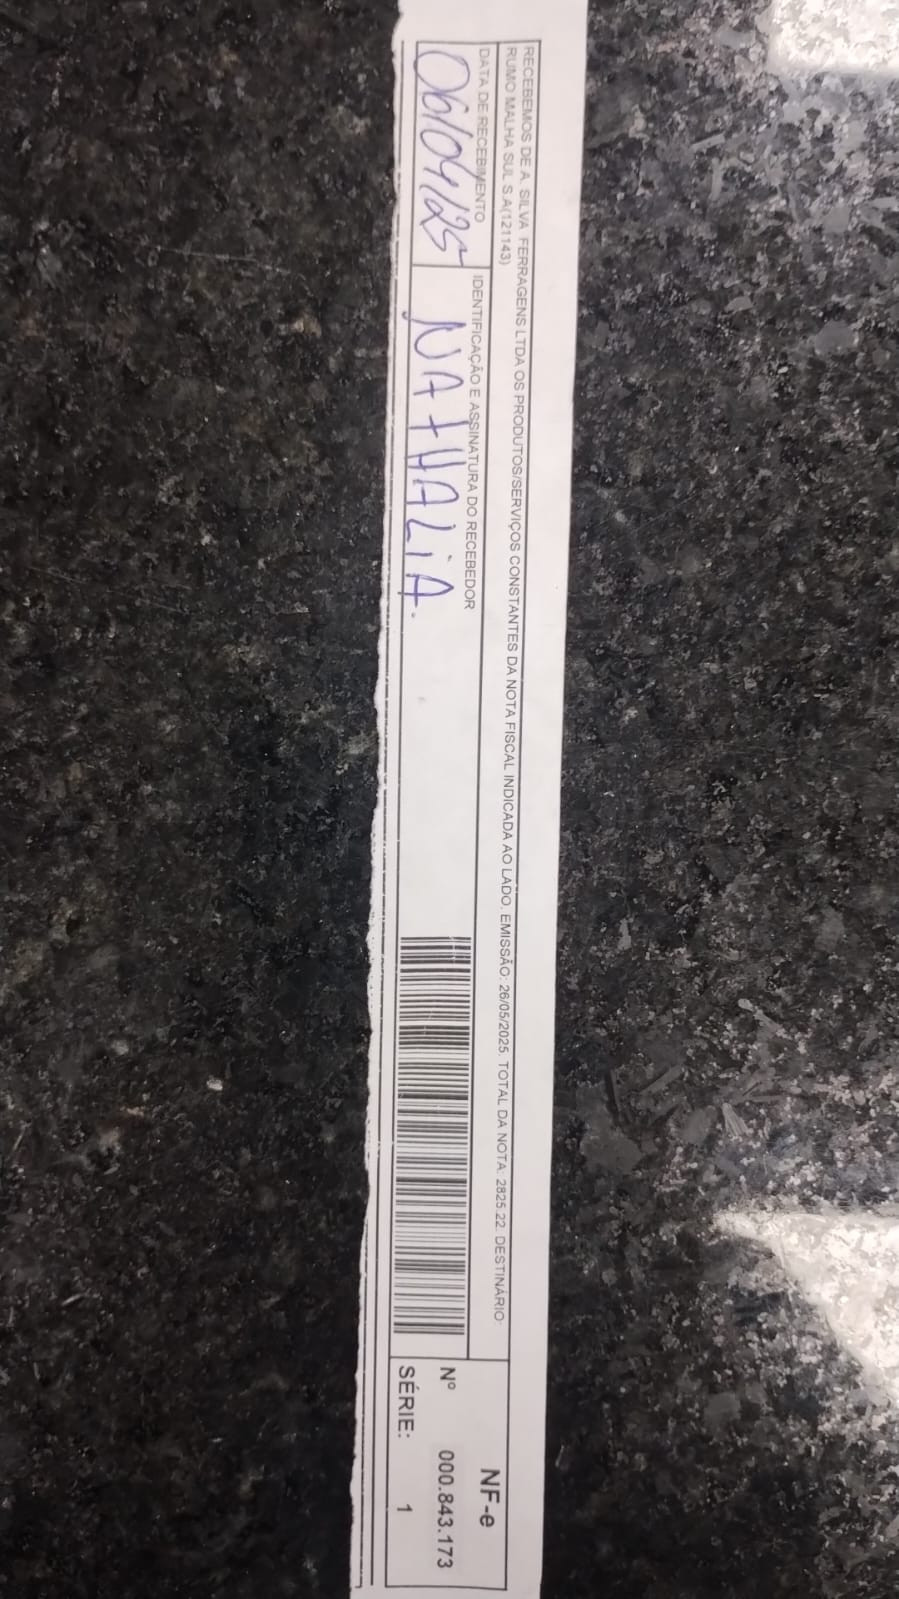 RECEBEMOS DE A. SILVA FERRAGENS LTDA OS PRODUTOS/SERVIÇOS CONSTANTES DA NOTA FISCAL INDICADA AO LADO. EMISSÃO: 26/05/2025. TOTAL DA NOTA: 2825.22. DESTINÁRIO:
RUMO MALHA SUL S.A(121143)
DATA DE RECEBIMENTO
06/04/25
IDENTIFICAÇÃO E ASSINATURA DO RECEBEDOR
NATHALIA.
NF-e
Nº 000.843.173
SÉRIE: 1